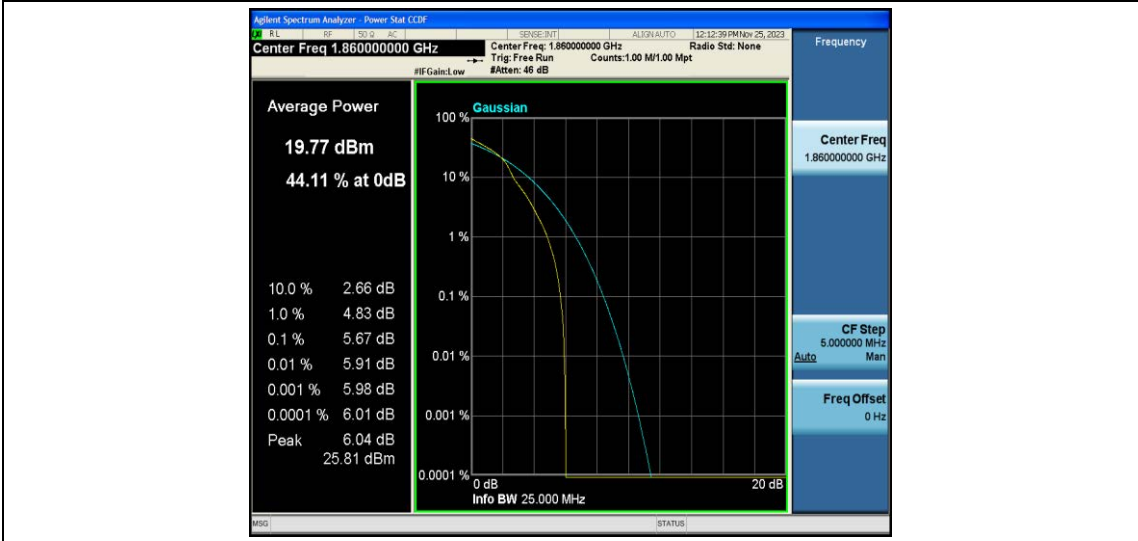 Agilent Spectrum Analyzer - Power Stat CCDF
RL RF 50 Ω AC SENSE:INT ALIGN AUTO 12:12:39 PM Nov 25, 2023
Center Freq 1.860000000 GHz
Center Freq: 1.860000000 GHz Radio Std: None
Trig: Free Run Counts:1.00 M/1.00 Mpt
#IFGain:Low #Atten: 46 dB
Frequency
Average Power
19.77 dBm
44.11 % at 0dB
10.0 % 2.66 dB
1.0 % 4.83 dB
0.1 % 5.67 dB
0.01 % 5.91 dB
0.001 % 5.98 dB
0.0001 % 6.01 dB
Peak 6.04 dB
25.81 dBm
Gaussian
100 %
10 %
1 %
0.1 %
0.01 %
0.001 %
0.0001 %
0 dB 20 dB
Info BW 25.000 MHz
Center Freq
1.860000000 GHz
CF Step
5.000000 MHz
Auto Man
Freq Offset
0 Hz
MSG STATUS